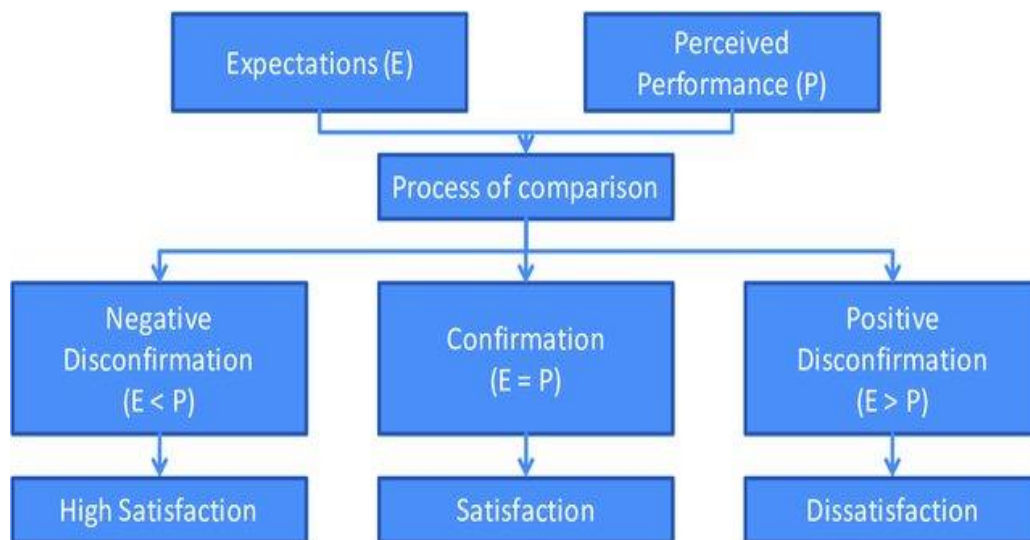 Expectations (E)
Perceived
Performance (P)
Process of comparison
Negative
Disconfirmation
(E < P)
Confirmation
(E = P)
Positive
Disconfirmation
(E > P)
High Satisfaction
Satisfaction
Dissatisfaction